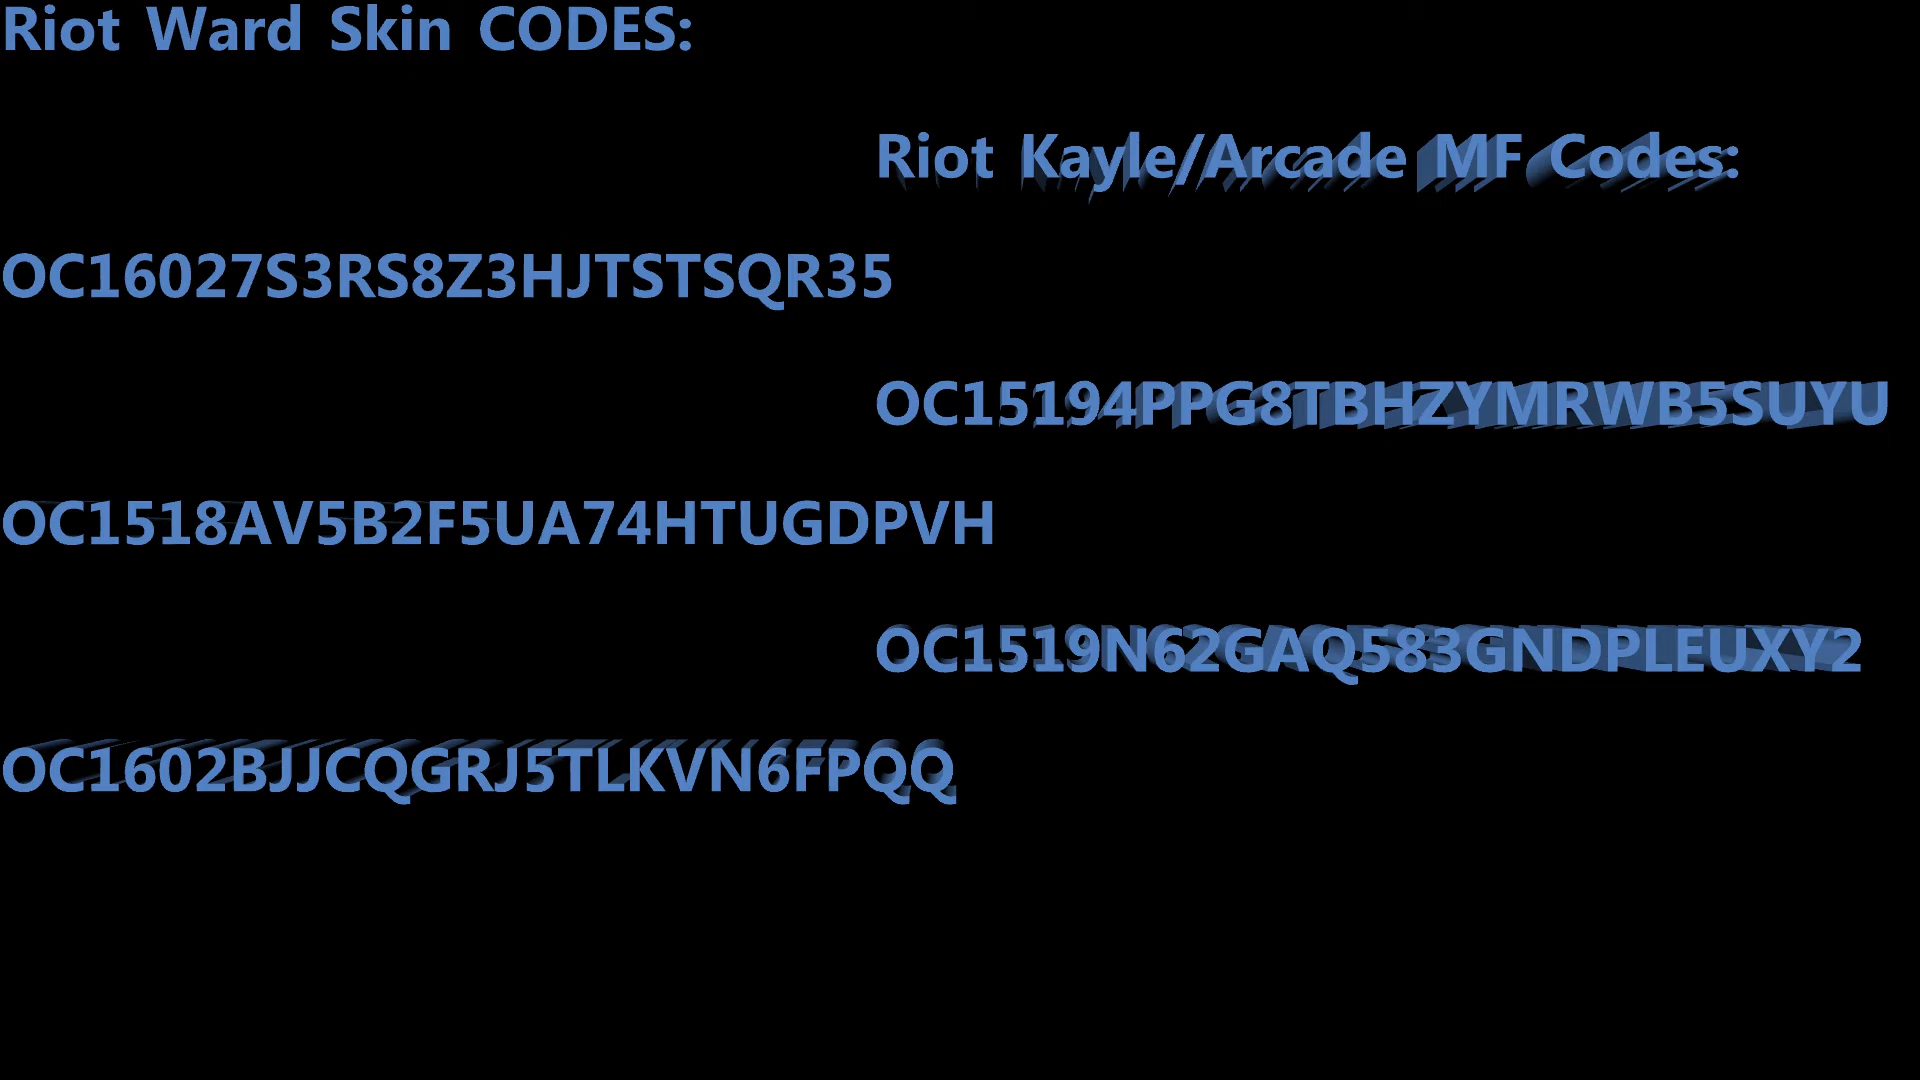 Riot Ward Skin CODES:
Riot Kayle/Arcade MF Codes:
OC16027S3RS8Z3HJTSTSQR35
OC15194PPG8TBHZYMRWB5SUYU
OC1518AV5B2F5UA74HTUGDPVH
OC1519N62GAQ583GNDPLEUXY2
OC1602BJJCQGRJ5TLKVN6FPQQ